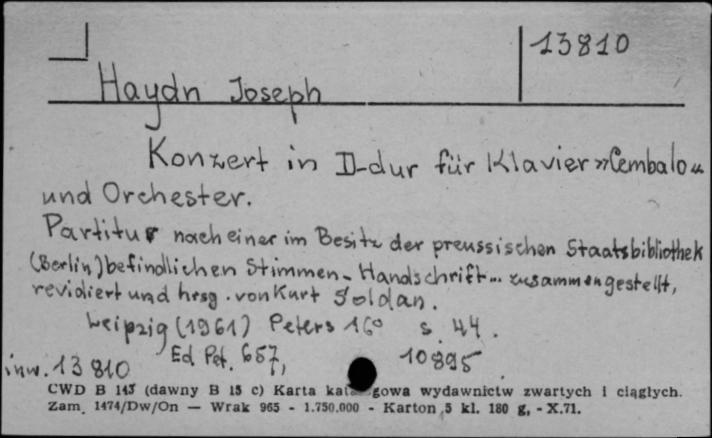 13810
Haydn Joseph
Konzert in D-dur für Klavier »Cembalo«
und Orchester.
Partitur nach einer im Besitz der preussischen Staatsbibliothek
(Berlin) befindlichen Stimmen-Handschrift... zusammengestellt,
revidiert und hrsg. von Kurt Soldan.
Leipzig (1961) Peters 16° s. 44.
inw. 13 810 Ed Pet. 657, 10895
CWD B 143 (dawny B 15 c) Karta katalogowa wydawnictw zwartych i ciągłych.
Zam. 1474/Dw/On — Wrak 965 - 1.750.000 - Karton 5 kl. 180 g, - X.71.